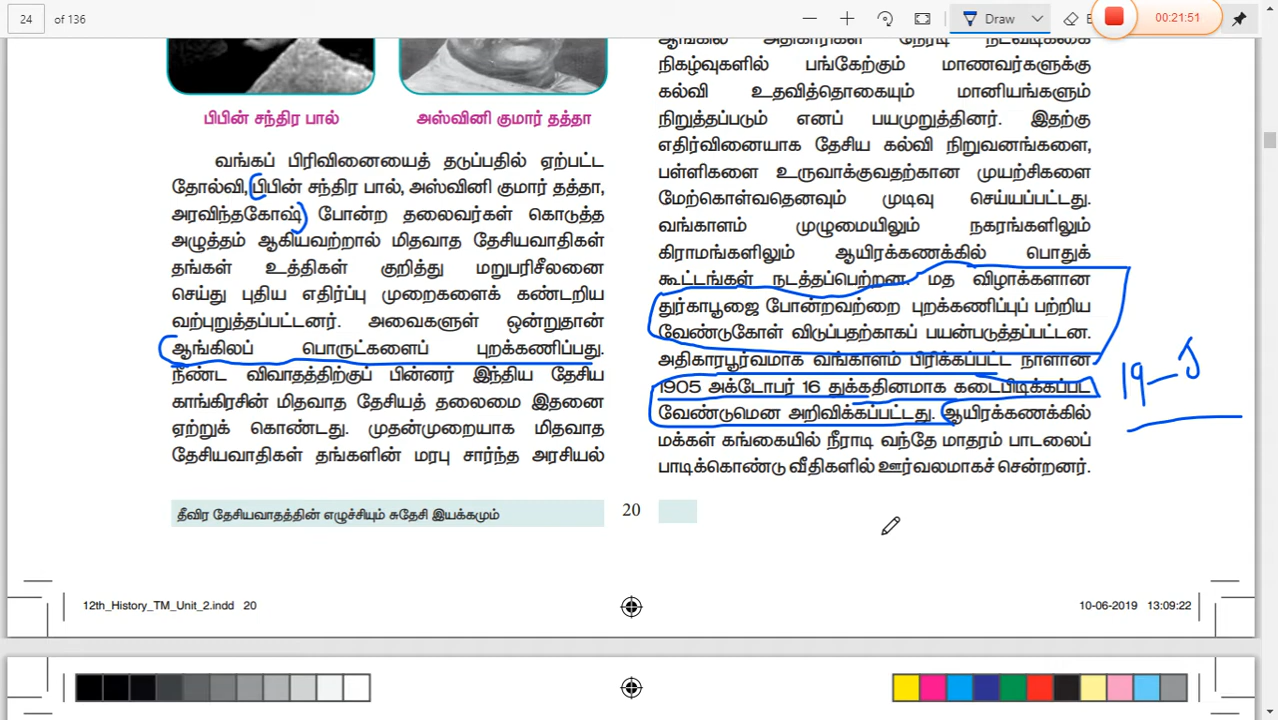 24 of 136
Draw
00:21:51
பிபின் சந்திர பால்
அஸ்வினி குமார் தத்தா
வங்கப் பிரிவினையைத் தடுப்பதில் ஏற்பட்ட
தோல்வி, பிபின் சந்திர பால், அஸ்வினி குமார் தத்தா,
அரவிந்தகோஷ் போன்ற தலைவர்கள் கொடுத்த
அழுத்தம் ஆகியவற்றால் மிதவாத தேசியவாதிகள்
தங்கள் உத்திகள் குறித்து மறுபரிசீலனை
செய்து புதிய எதிர்ப்பு முறைகளைக் கண்டறிய
வற்புறுத்தப்பட்டனர். அவைகளுள் ஒன்றுதான்
ஆங்கிலப் பொருட்களைப் புறக்கணிப்பது.
நீண்ட விவாதத்திற்குப் பின்னர் இந்திய தேசிய
காங்கிரசின் மிதவாத தேசியத் தலைமை இதனை
ஏற்றுக் கொண்டது. முதன்முறையாக மிதவாத
தேசியவாதிகள் தங்களின் மரபு சார்ந்த அரசியல்
ஆங்கில அதிகாரிகள் நேரடி நடவடிக்கை
நிகழ்வுகளில் பங்கேற்கும் மாணவர்களுக்கு
கல்வி உதவித்தொகையும் மானியங்களும்
நிறுத்தப்படும் எனப் பயமுறுத்தினர். இதற்கு
எதிர்வினையாக தேசிய கல்வி நிறுவனங்களை,
பள்ளிகளை உருவாக்குவதற்கான முயற்சிகளை
மேற்கொள்வதெனவும் முடிவு செய்யப்பட்டது.
வங்காளம் முழுமையிலும் நகரங்களிலும்
கிராமங்களிலும் ஆயிரக்கணக்கில் பொதுக்
கூட்டங்கள் நடத்தப்பெற்றன. மத விழாக்களான
துர்காபூஜை போன்றவற்றை புறக்கணிப்புப் பற்றிய
வேண்டுகோள் விடுப்பதற்காகப் பயன்படுத்தப்பட்டன.
அதிகாரபூர்வமாக வங்காளம் பிரிக்கப்பட்ட நாளான
1905 அக்டோபர் 16 துக்கதினமாக கடைபிடிக்கப்பட
வேண்டுமென அறிவிக்கப்பட்டது. ஆயிரக்கணக்கில்
மக்கள் கங்கையில் நீராடி வந்தே மாதரம் பாடலைப்
பாடிக்கொண்டு வீதிகளில் ஊர்வலமாகச் சென்றனர்.
19 –
தீவிர தேசியவாதத்தின் எழுச்சியும் சுதேசி இயக்கமும்
20
12th_History_TM_Unit_2.indd 20
10-06-2019 13:09:22